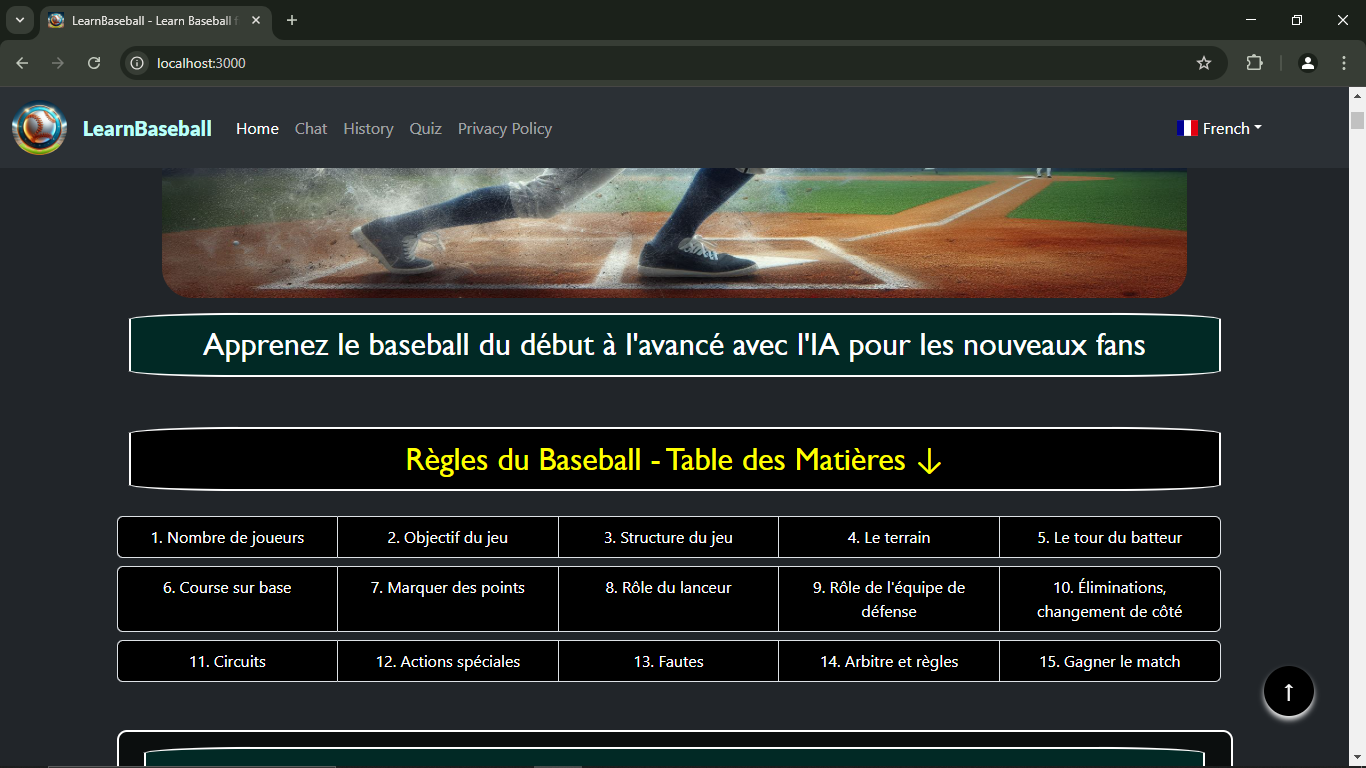 LearnBaseball - Learn Baseball f
localhost:3000
LearnBaseball Home Chat History Quiz Privacy Policy French
Apprenez le baseball du début à l'avancé avec l'IA pour les nouveaux fans
Règles du Baseball - Table des Matières ↓
1. Nombre de joueurs 2. Objectif du jeu 3. Structure du jeu 4. Le terrain 5. Le tour du batteur
6. Course sur base 7. Marquer des points 8. Rôle du lanceur 9. Rôle de l'équipe de défense 10. Éliminations, changement de côté
11. Circuits 12. Actions spéciales 13. Fautes 14. Arbitre et règles 15. Gagner le match
↑